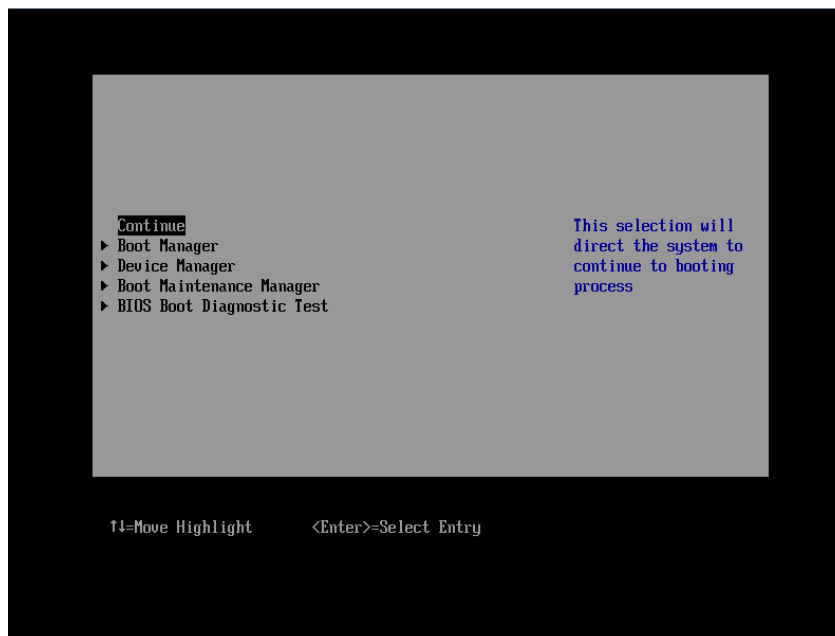 Continue
Boot Manager
Device Manager
Boot Maintenance Manager
BIOS Boot Diagnostic Test
This selection will
direct the system to
continue to booting
process
↑↓=Move Highlight <Enter>=Select Entry